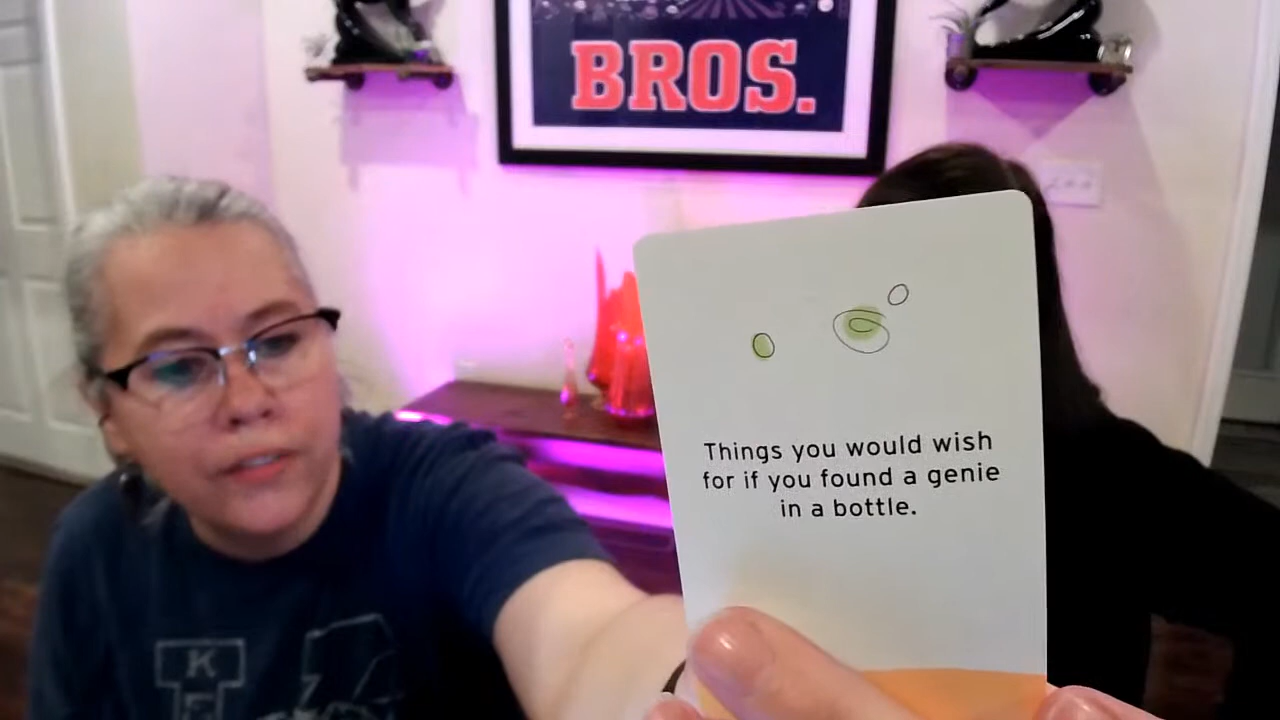 BROS.
Things you would wish
for if you found a genie
in a bottle.
K